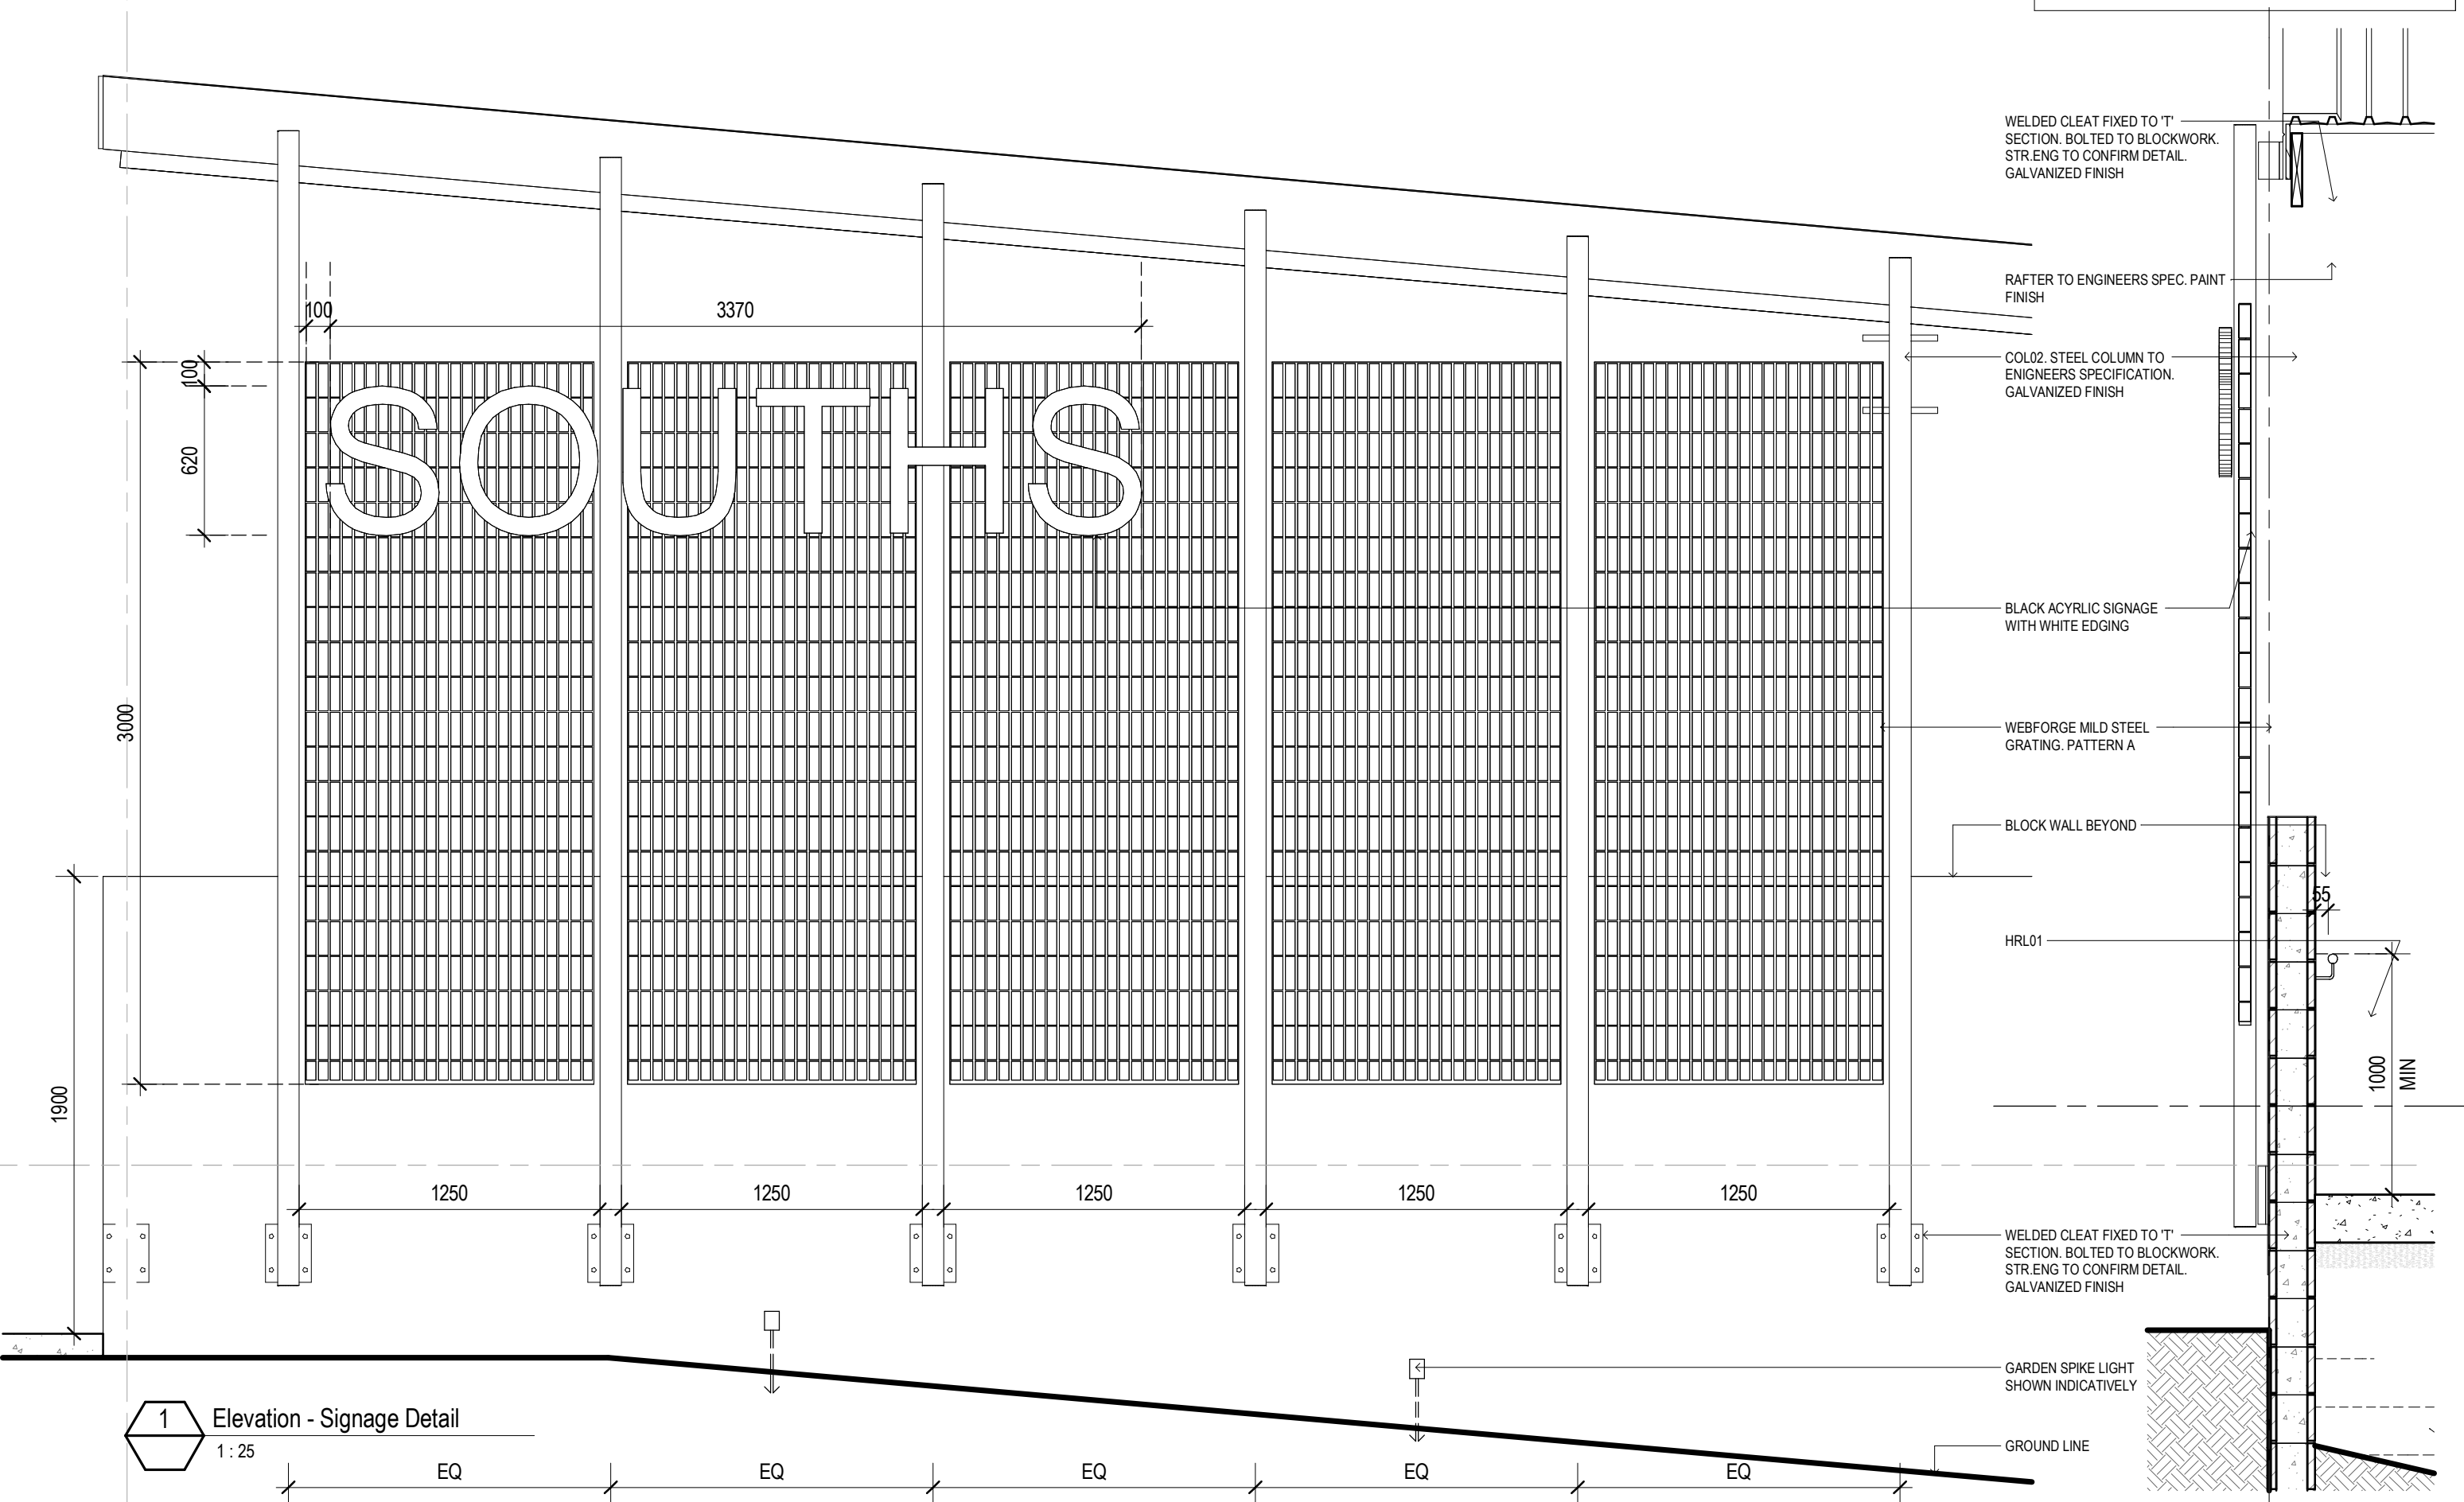 WELDED CLEAT FIXED TO 'T'
SECTION. BOLTED TO BLOCKWORK.
STR.ENG TO CONFIRM DETAIL.
GALVANIZED FINISH
RAFTER TO ENGINEERS SPEC. PAINT
FINISH
100
3370
COL02. STEEL COLUMN TO
ENIGNEERS SPECIFICATION.
GALVANIZED FINISH
100
620
SOUTHS
3000
BLACK ACYRLIC SIGNAGE
WITH WHITE EDGING
WEBFORGE MILD STEEL
GRATING. PATTERN A
BLOCK WALL BEYOND
55
HRL01
1900
1000
MIN
1250
1250
1250
1250
1250
WELDED CLEAT FIXED TO 'T'
SECTION. BOLTED TO BLOCKWORK.
STR.ENG TO CONFIRM DETAIL.
GALVANIZED FINISH
GARDEN SPIKE LIGHT
SHOWN INDICATIVELY
1
Elevation - Signage Detail
1 : 25
GROUND LINE
EQ
EQ
EQ
EQ
EQ